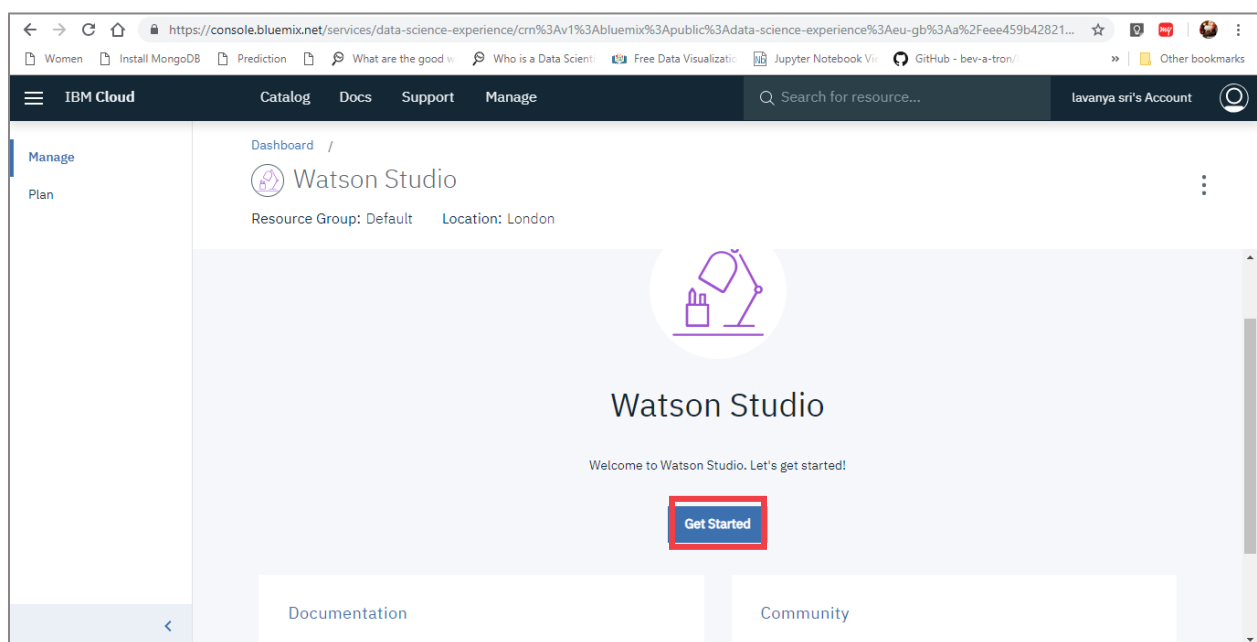 https://console.bluemix.net/services/data-science-experience/crn%3Av1%3Abluemix%3Apublic%3Adata-science-experience%3Aeu-gb%3Aa%2Feee459b42821...
Women Install MongoDB Prediction What are the good w Who is a Data Scienti Free Data Visualizatio Jupyter Notebook Vie GitHub - bev-a-tron/ » Other bookmarks
IBM Cloud Catalog Docs Support Manage Search for resource... lavanya sri's Account
Manage
Plan
Dashboard /
Watson Studio
Resource Group: Default Location: London
Watson Studio
Welcome to Watson Studio. Let's get started!
Get Started
Documentation Community